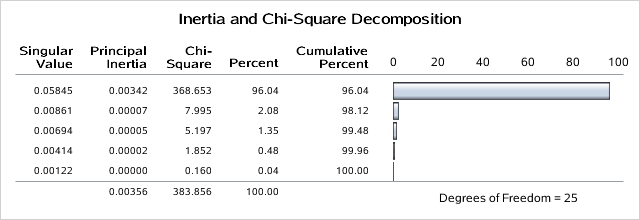 Inertia and Chi-Square Decomposition
Singular Value Principal Inertia Chi-Square Percent Cumulative Percent 0 20 40 60 80 100
0.05845 0.00342 368.653 96.04 96.04
0.00861 0.00007 7.995 2.08 98.12
0.00694 0.00005 5.197 1.35 99.48
0.00414 0.00002 1.852 0.48 99.96
0.00122 0.00000 0.160 0.04 100.00
0.00356 383.856 100.00
Degrees of Freedom = 25